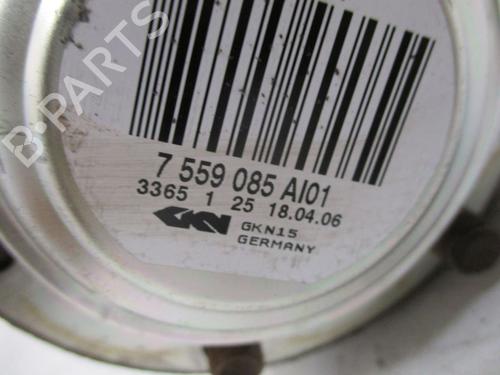 B-PARTS
7 559 085 AI01
3365 1 25 18.04.06
GKN GKN15
GERMANY